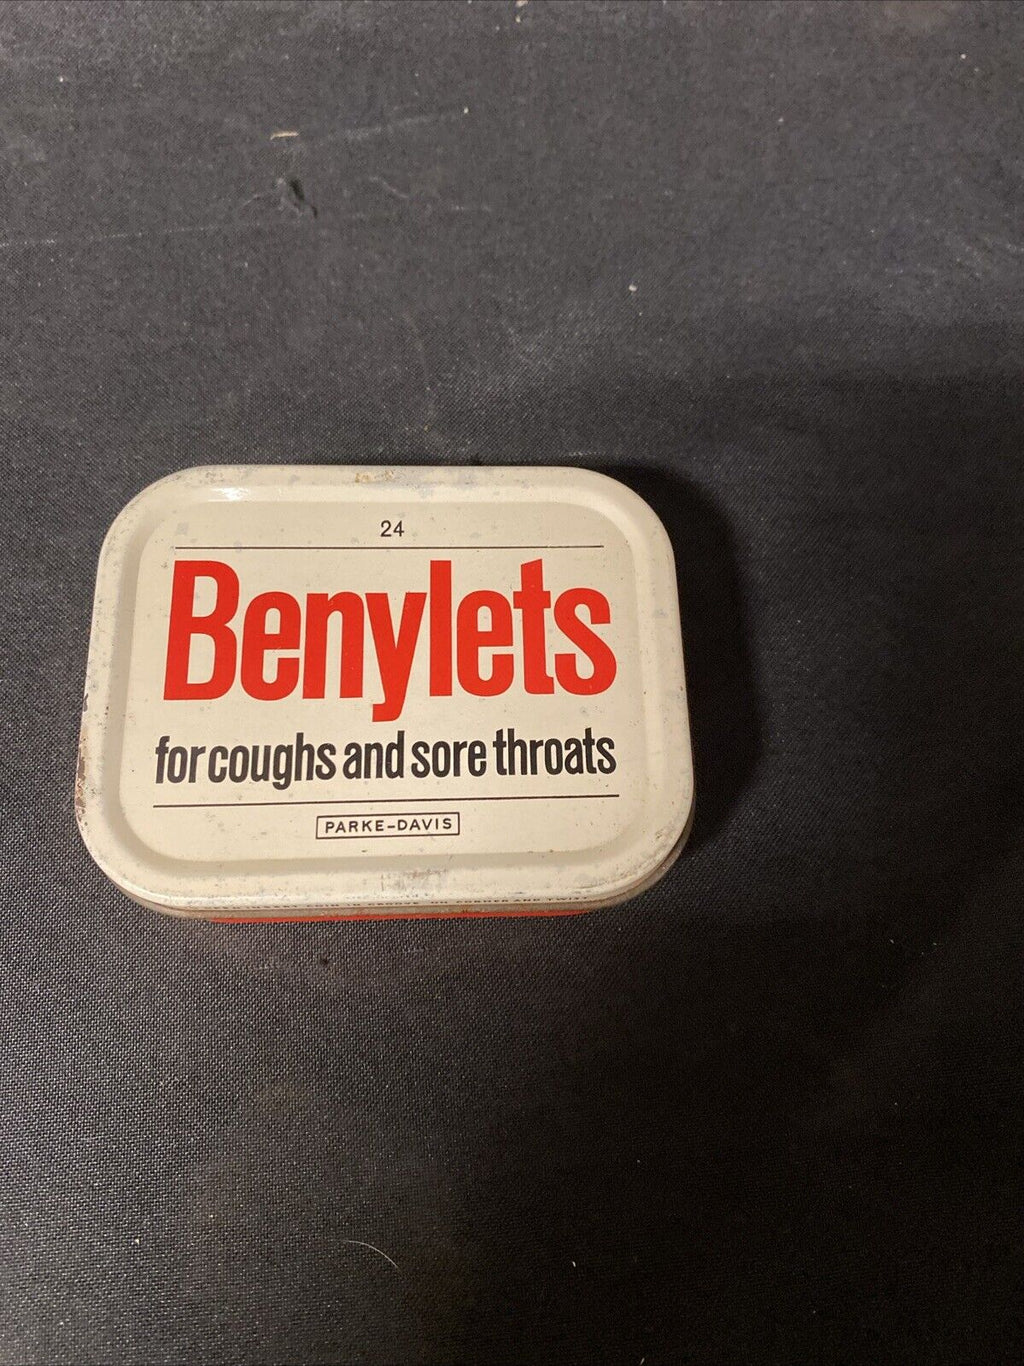 24
Benylets
for coughs and sore throats
PARKE-DAVIS